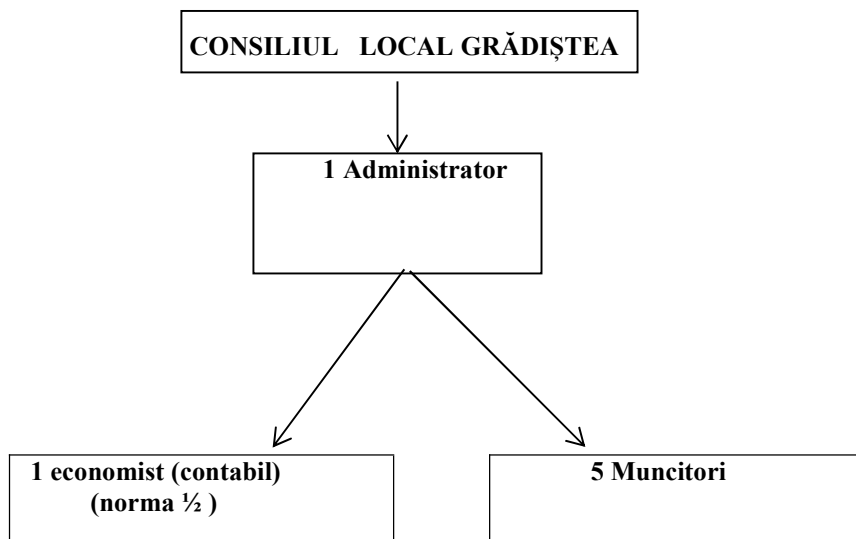 CONSILIUL LOCAL GRĂDIȘTEA
1 Administrator
1 economist (contabil)
(norma ½ )
5 Muncitori